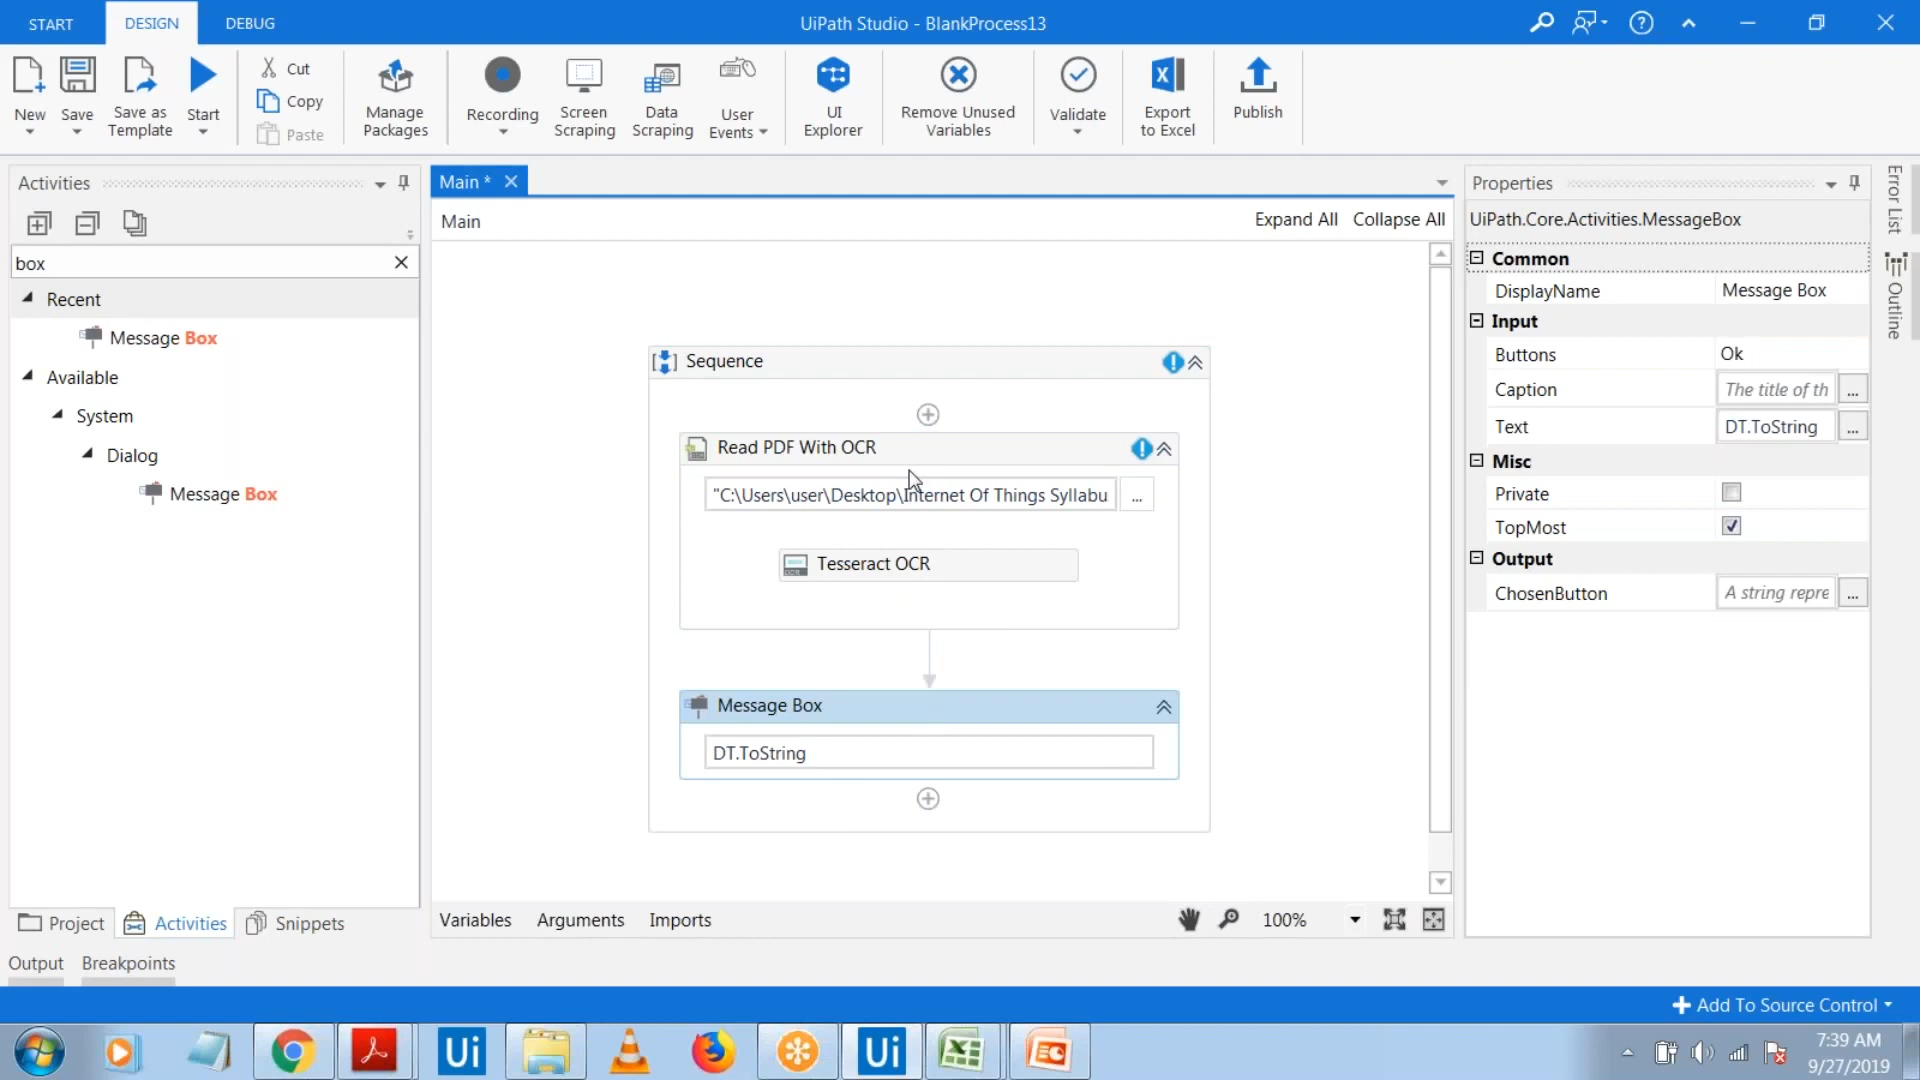 START
DESIGN
DEBUG
UiPath Studio - BlankProcess13
New
Save
Save as
Template
Start
Cut
Copy
Paste
Manage
Packages
Recording
Screen
Scraping
Data
Scraping
User
Events
UI
Explorer
Remove Unused
Variables
Validate
Export
to Excel
Publish
Activities
box
Recent
Message Box
Available
System
Dialog
Message Box
Project
Activities
Snippets
Output
Breakpoints
Main *
Main
Expand All
Collapse All
Sequence
Read PDF With OCR
"C:\Users\user\Desktop\Internet Of Things Syllabu
...
Tesseract OCR
Message Box
DT.ToString
Variables
Arguments
Imports
100%
Properties
UiPath.Core.Activities.MessageBox
Common
DisplayName Message Box
Input
Buttons Ok
Caption The title of th ...
Text DT.ToString ...
Misc
Private
TopMost
Output
ChosenButton A string repre ...
Error List
Outline
Add To Source Control
Ui
Ui
7:39 AM
9/27/2019